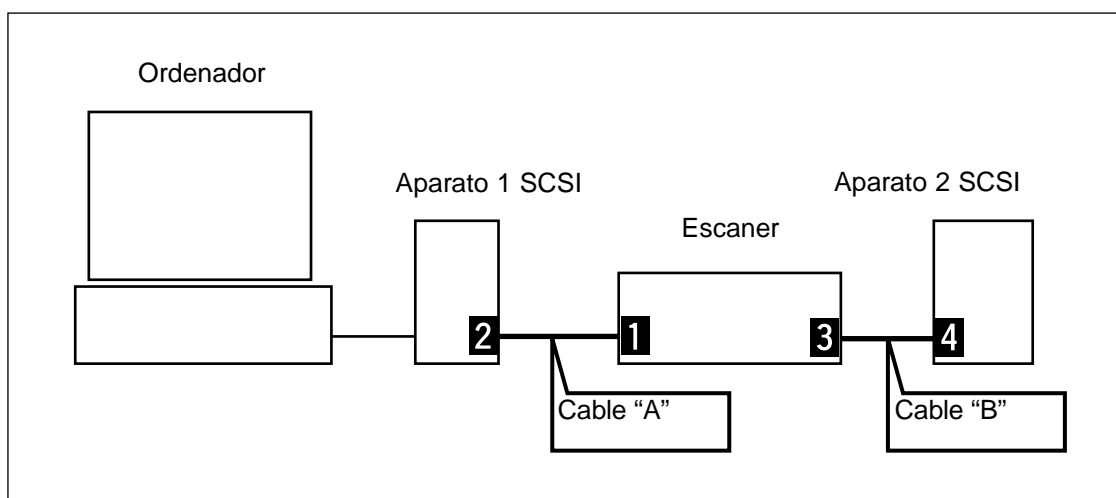 Ordenador
Aparato 1 SCSI
Aparato 2 SCSI
Escaner
2
1
3
4
Cable “A”
Cable “B”